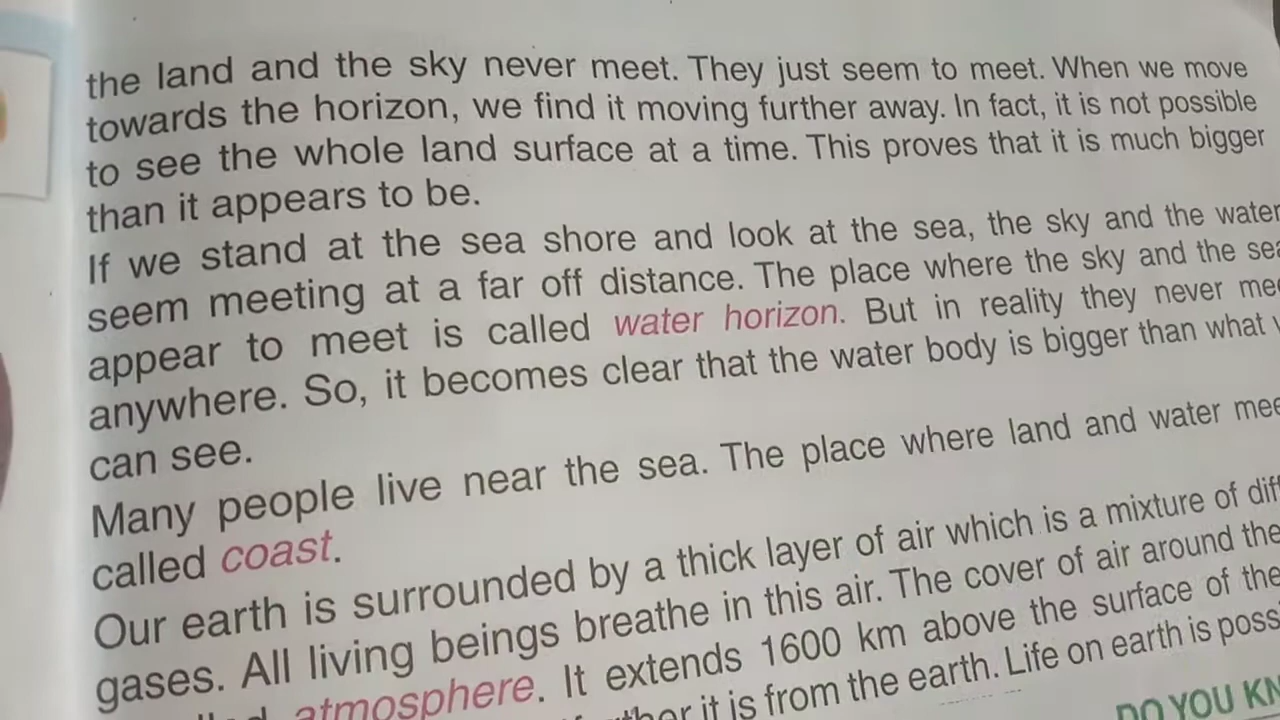 the land and the sky never meet. They just seem to meet. When we move
towards the horizon, we find it moving further away. In fact, it is not possible
to see the whole land surface at a time. This proves that it is much bigger
than it appears to be.
If we stand at the sea shore and look at the sea, the sky and the water
seem meeting at a far off distance. The place where the sky and the
appear to meet is called water horizon. But in reality they never
anywhere. So, it becomes clear that the water body is bigger than what
can see.
Many people live near the sea. The place where land and water
called coast.
Our earth is surrounded by a thick layer of air which is a mixture of
gases. All living beings breathe in this air. The cover of air around the
atmosphere. It extends 1600 km above the surface of the
it is from the earth. Life on earth is
DO YOU